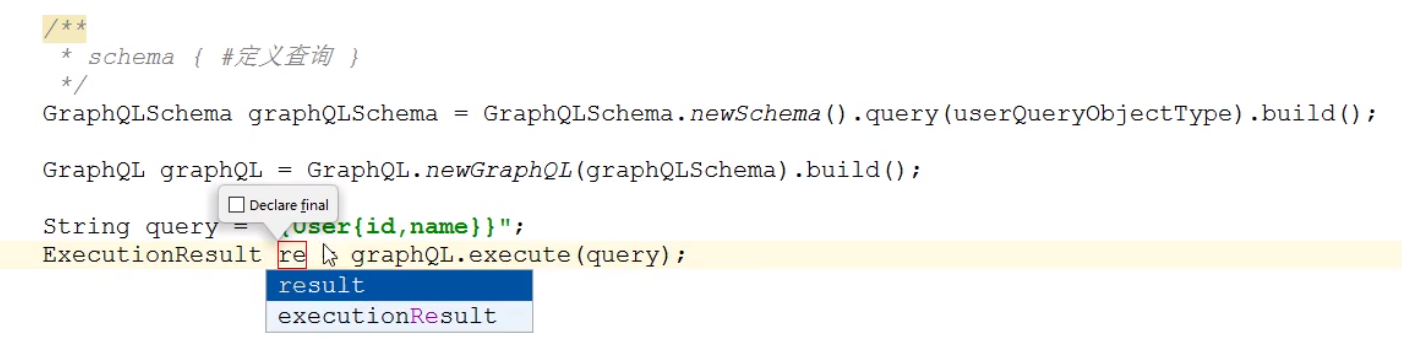 /**
 * schema { #定义查询 }
 */
GraphQLSchema graphQLSchema = GraphQLSchema.newSchema().query(userQueryObjectType).build();
GraphQL graphQL = GraphQL.newGraphQL(graphQLSchema).build();
Declare final
String query = {User{id,name}}";
ExecutionResult re graphQL.execute(query);
result
executionResult